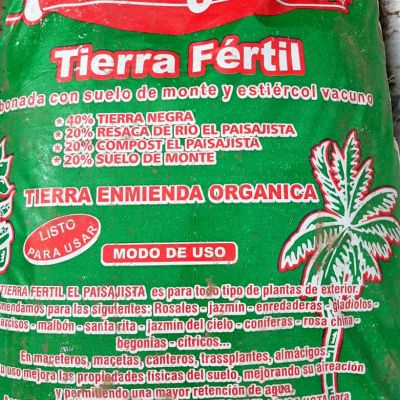 Tierra Fértil
bonada con suelo de monte y estiércol vacuno
* 40% TIERRA NEGRA
* 20% RESACA DE RIO EL PAISAJISTA
* 20% COMPOST EL PAISAJISTA
* 20% SUELO DE MONTE
TIERRA ENMIENDA ORGANICA
LISTO
PARA USAR
MODO DE USO
TIERRA FERTIL EL PAISAJISTA es para todo tipo de plantas de exterior.
omendamos para las siguientes: Rosales - jazmín - enredaderas - gladiolos -
narcisos - malbón - santa rita - jazmín del cielo - coníferas - rosa china -
begonias - cítricos...
En maceteros, macetas, canteros, trasplantes, almácigos.
u uso mejora las propiedades físicas del suelo, mejorando su aireación
y permitiendo una mayor retención de agua.